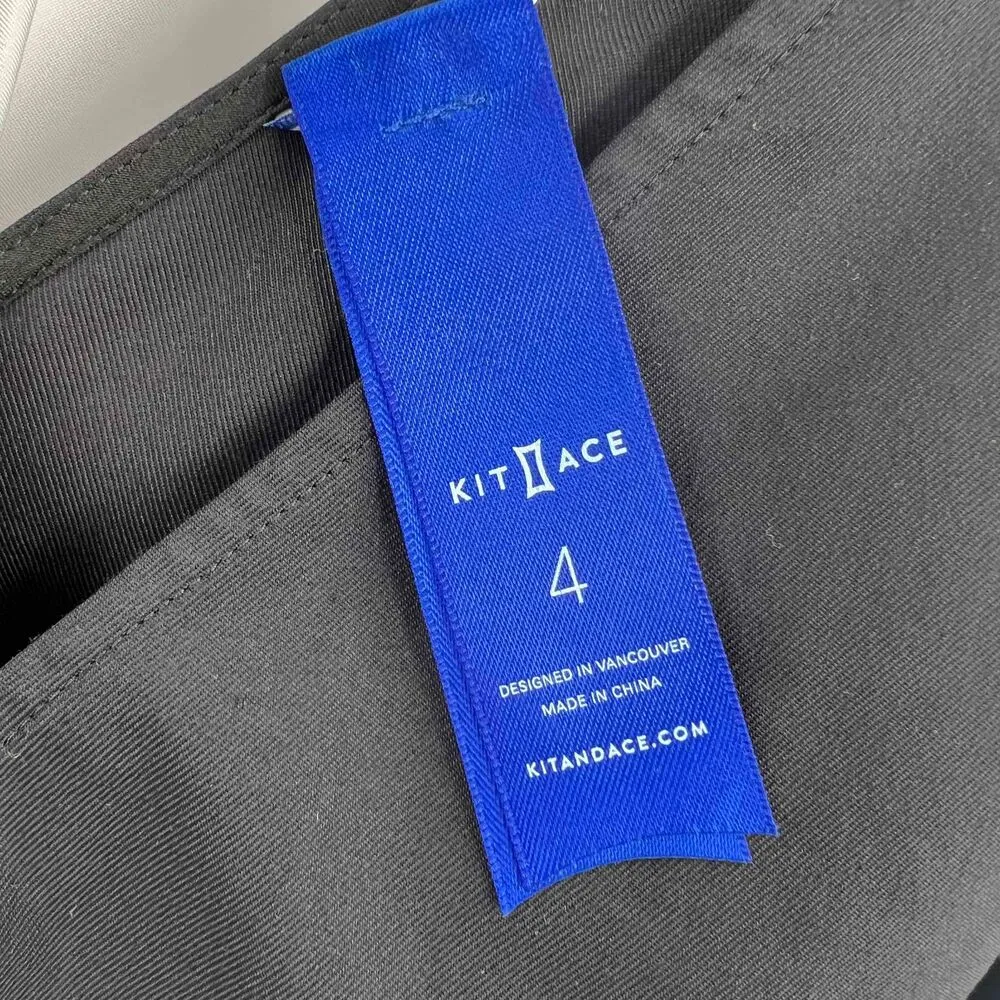 KIT ACE
4
DESIGNED IN VANCOUVER
MADE IN CHINA
KITANDACE.COM